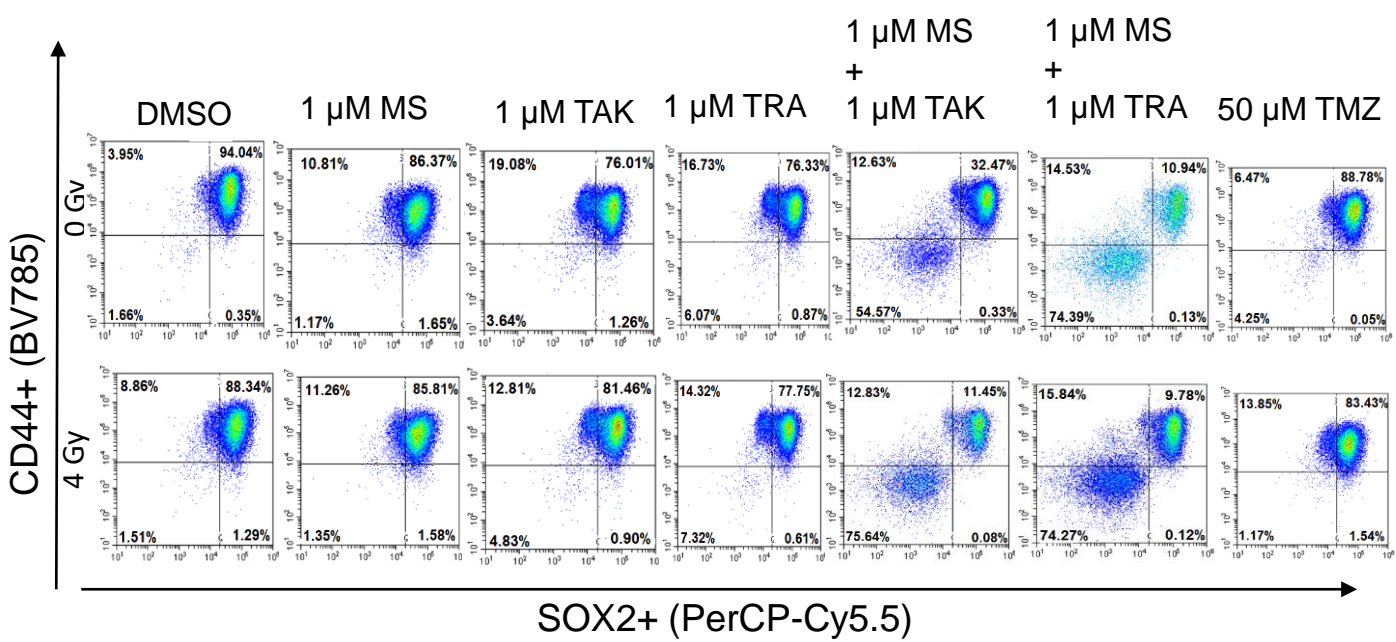 1 µM MS
+
1 µM TAK
1 µM MS
+
1 µM TRA
DMSO
1 µM MS
1 µM TAK
1 µM TRA
50 µM TMZ
CD44+ (BV785)
0 Gy
3.95% 94.04%
1.66% 0.35%
10.81% 86.37%
1.17% 1.65%
19.08% 76.01%
3.64% 1.26%
16.73% 76.33%
6.07% 0.87%
12.63% 32.47%
54.57% 0.33%
14.53% 10.94%
74.39% 0.13%
6.47% 88.78%
4.25% 0.05%
4 Gy
8.86% 88.34%
1.51% 1.29%
11.26% 85.81%
1.35% 1.58%
12.81% 81.46%
4.83% 0.90%
14.32% 77.75%
7.32% 0.61%
12.83% 11.45%
75.64% 0.08%
15.84% 9.78%
74.27% 0.12%
13.85% 83.43%
1.17% 1.54%
SOX2+ (PerCP-Cy5.5)